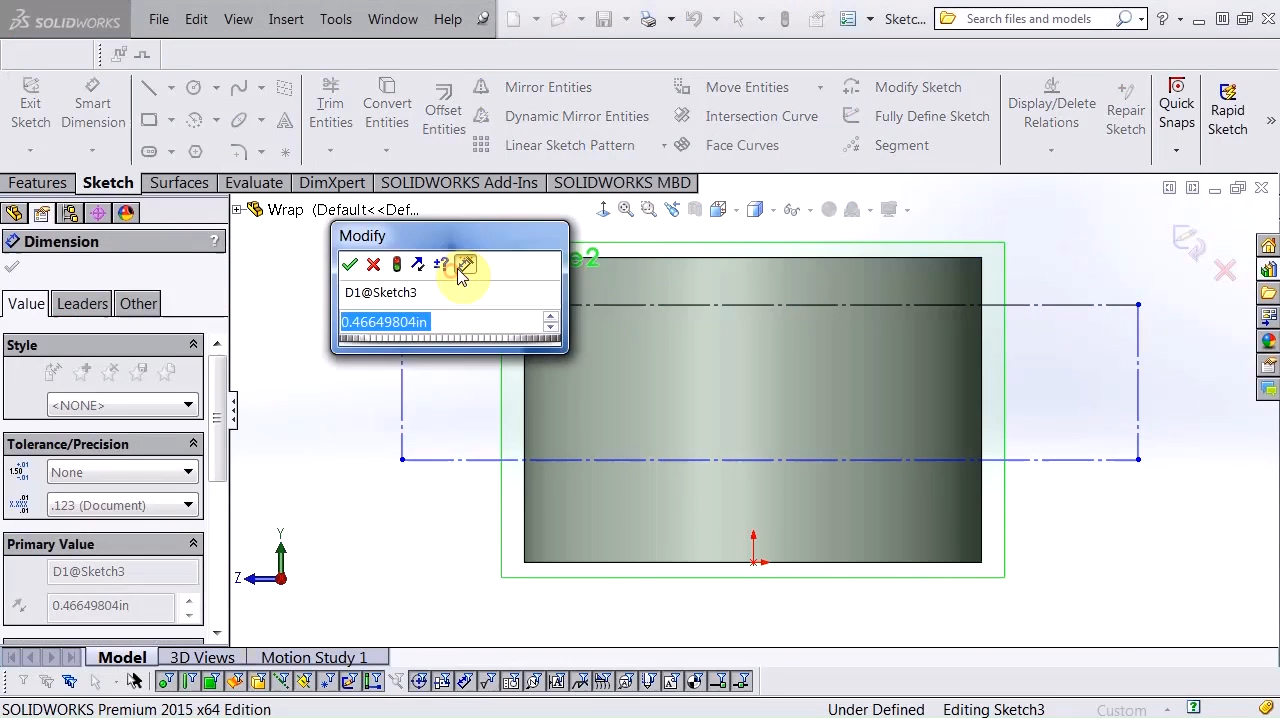 SOLIDWORKS File Edit View Insert Tools Window Help Sketc... Search files and models ?
Exit Sketch
Smart Dimension
Trim Entities
Convert Entities
Offset Entities
Mirror Entities
Dynamic Mirror Entities
Linear Sketch Pattern
Move Entities
Intersection Curve
Face Curves
Modify Sketch
Fully Define Sketch
Segment
Display/Delete Relations
Repair Sketch
Quick Snaps
Rapid Sketch
Features Sketch Surfaces Evaluate DimXpert SOLIDWORKS Add-Ins SOLIDWORKS MBD
Wrap (Default<<Def...
Dimension ?
Value Leaders Other
Style
<NONE>
Tolerance/Precision
None
.123 (Document)
Primary Value
D1@Sketch3
0.46649804in
Modify
D1@Sketch3
0.46649804in
Y
Z
Model 3D Views Motion Study 1
SOLIDWORKS Premium 2015 x64 Edition Under Defined Editing Sketch3 Custom